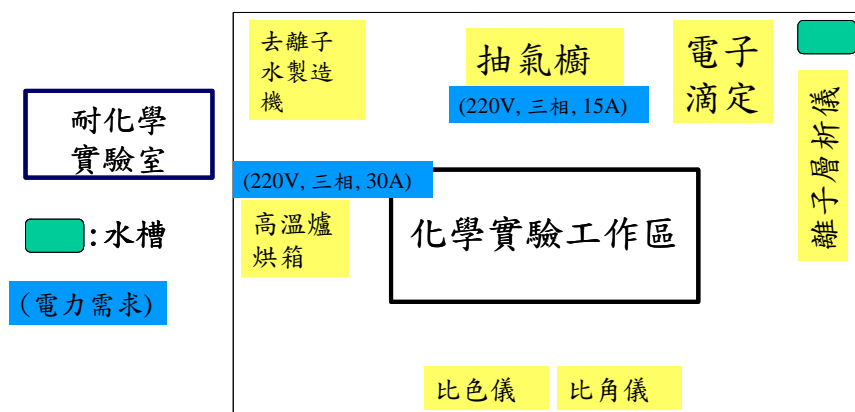 耐化學
實驗室
:水槽
(電力需求)
去離子
水製造
機
抽氣櫥
(220V, 三相, 15A)
電子
滴定
離子層析儀
(220V, 三相, 30A)
高溫爐
烘箱
化學實驗工作區
比色儀
比角儀